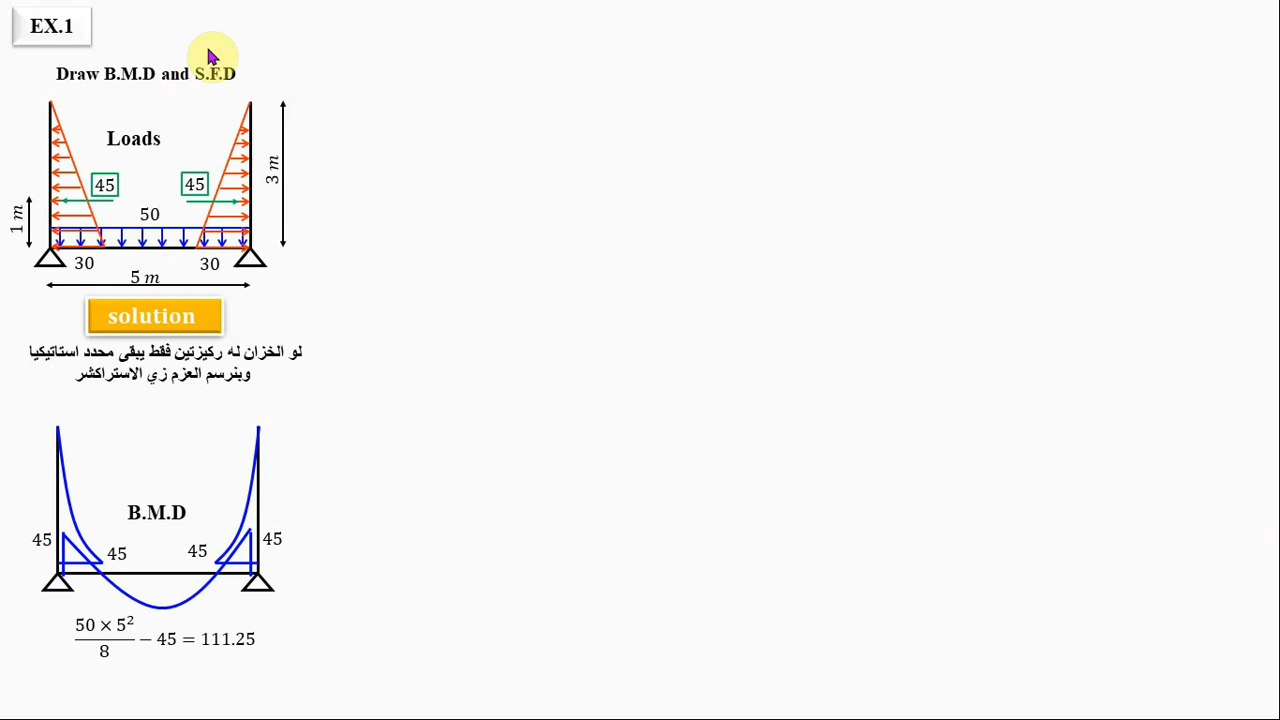 EX.1
Draw B.M.D and S.F.D
Loads
45
45
3 m
1 m
50
30
30
5 m
solution
لو الخزان له ركيزتين فقط يبقى محدد استاتيكيا
وبنرسم العزم زي الاستراكشر
B.M.D
45
45
45
45
50 × 5² / 8 − 45 = 111.25